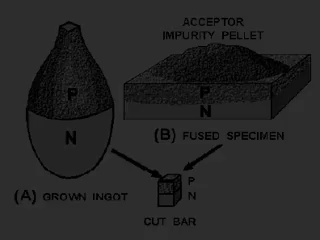 ACCEPTOR
IMPURITY PELLET
P
P
N
N
(B) FUSED SPECIMEN
P
(A) GROWN INGOT
N
CUT BAR